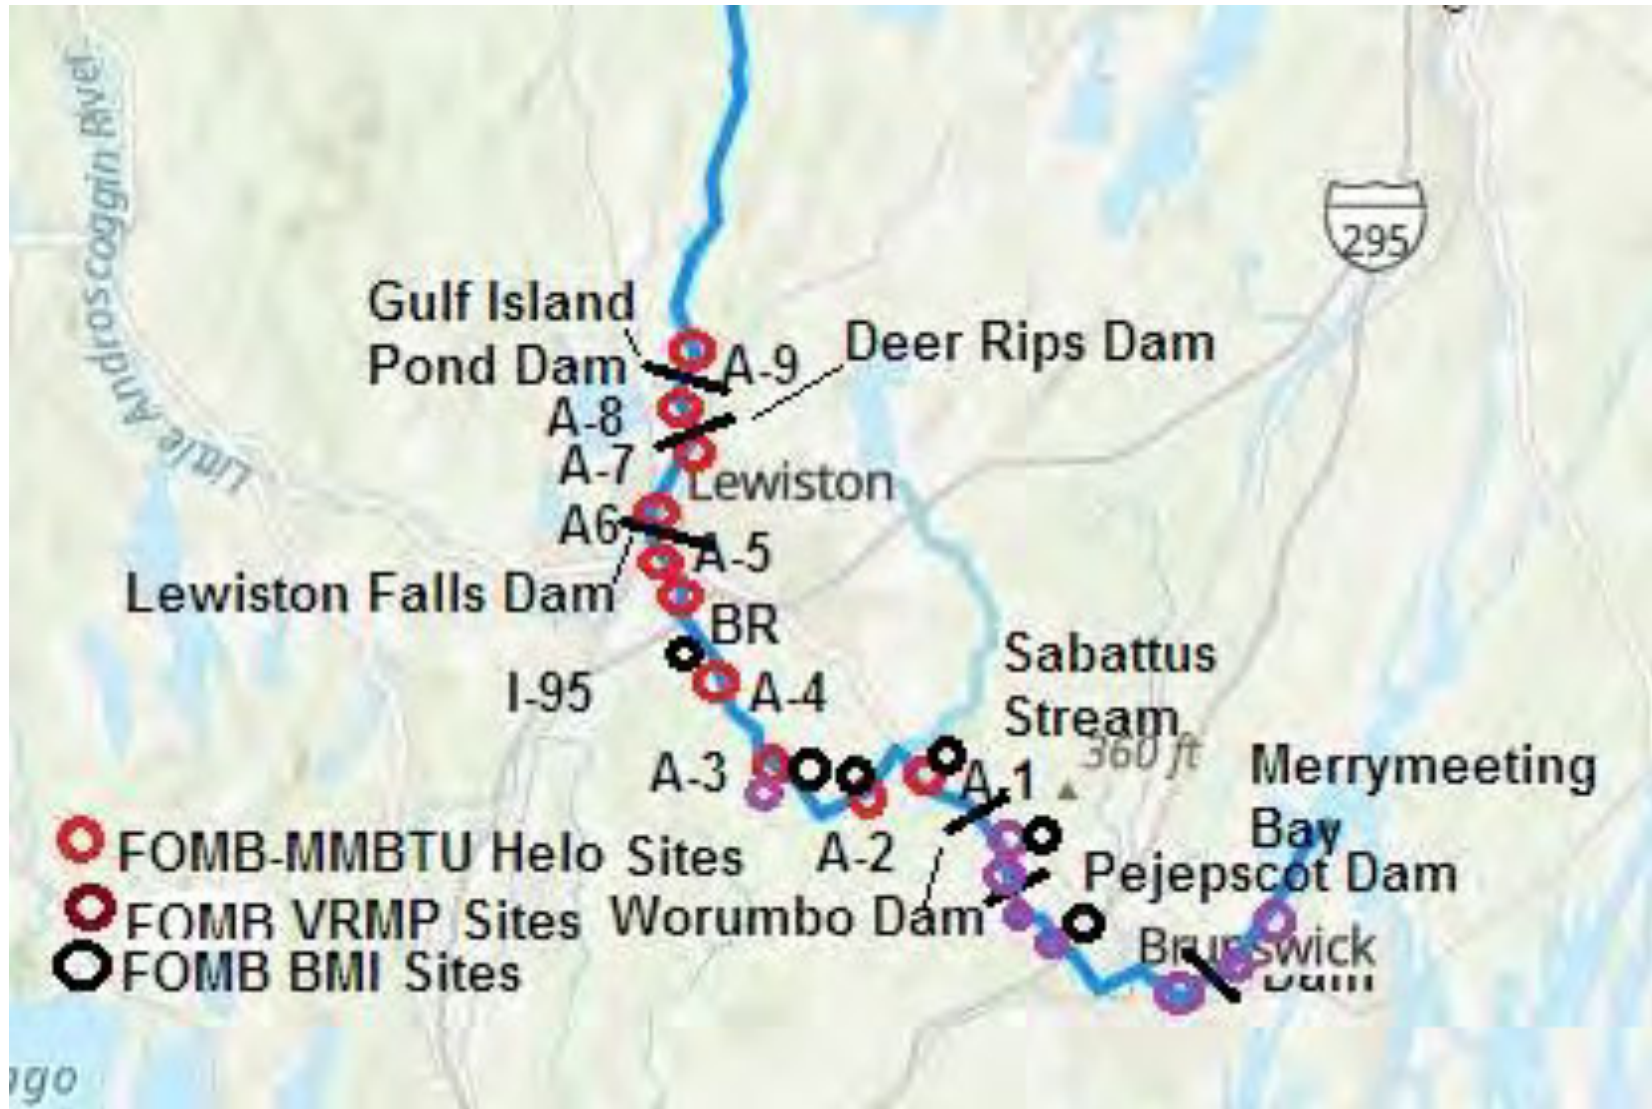 Little Androscoggin River
295
Gulf Island
Pond Dam
A-9
Deer Rips Dam
A-8
A-7
Lewiston
A6
A-5
Lewiston Falls Dam
BR
I-95
A-4
Sabattus
Stream
360 ft
A-3
A-1
Merrymeeting
Bay
FOMB-MMBTU Helo Sites
A-2
Pejepscot Dam
FOMB VRMP Sites
Worumbo Dam
Brunswick
Dam
FOMB BMI Sites